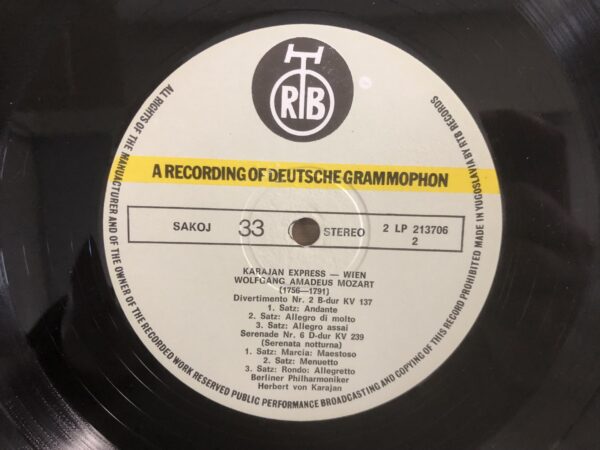 RTB
A RECORDING OF DEUTSCHE GRAMMOPHON
SAKOJ 33 STEREO 2 LP 213706
2
KARAJAN EXPRESS — WIEN
WOLFGANG AMADEUS MOZART
(1756—1791)
Divertimento Nr. 2 B-dur KV 137
1. Satz: Andante
2. Satz: Allegro di molto
3. Satz: Allegro assai
Serenade Nr. 6 D-dur KV 239
(Serenata notturna)
1. Satz: Marcia: Maestoso
2. Satz: Menuetto
3. Satz: Rondo: Allegretto
Berliner Philharmoniker
Herbert von Karajan
ALL RIGHTS OF THE MANUACTURER AND OF THE OWNER OF THE RECORDED WORK RESERVED PUBLIC PERFORMANCE BROADCASTING AND COPYING OF THIS RECORD PROHIBITED MADE IN YUGOSLAVIA BY RTB RECORDS